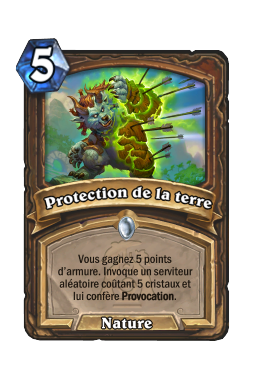 5
Protection de la terre
Vous gagnez 5 points
d'armure. Invoque un serviteur
aléatoire coûtant 5 cristaux et
lui confère Provocation.
Nature